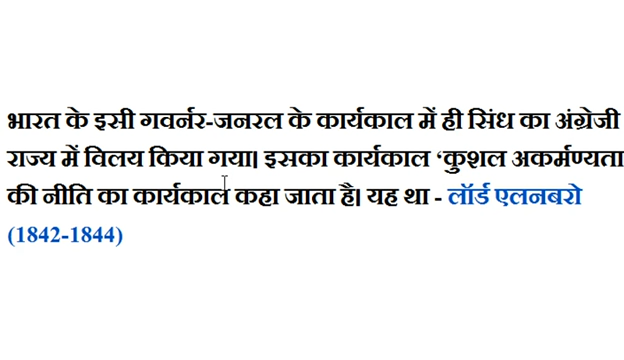 भारत के इसी गवर्नर-जनरल के कार्यकाल में ही सिंध का अंग्रेजी
राज्य में विलय किया गया। इसका कार्यकाल ‘कुशल अकर्मण्यता
की नीति का कार्यकाल कहा जाता है। यह था - लॉर्ड एलनबरो
(1842-1844)